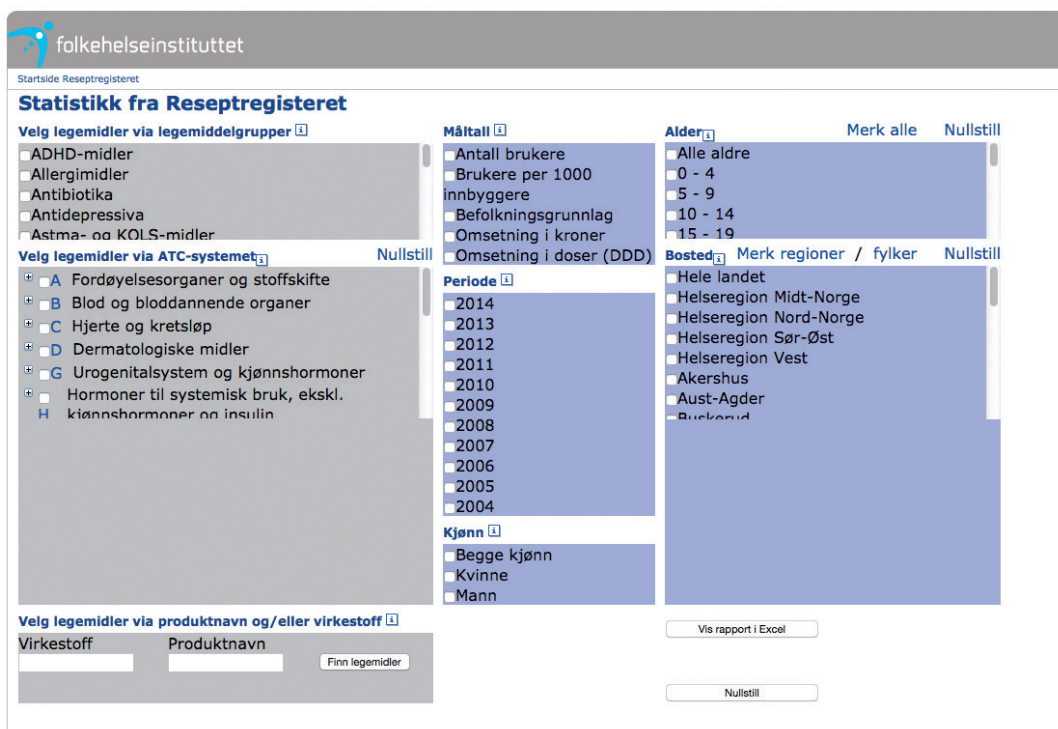 folkehelseinstituttet
Startside Reseptregisteret
Statistikk fra Reseptregisteret
Velg legemidler via legemiddelgrupper i
ADHD-midler
Allergimidler
Antibiotika
Antidepressiva
Astma- og KOLS-midler
Velg legemidler via ATC-systemet i Nullstill
A Fordøyelsesorganer og stoffskifte
B Blod og bloddannende organer
C Hjerte og kretsløp
D Dermatologiske midler
G Urogenitalsystem og kjønnshormoner
Hormoner til systemisk bruk, ekskl.
H kjønnshormoner og insulin
Velg legemidler via produktnavn og/eller virkestoff i
Virkestoff Produktnavn
Finn legemidler
Måltall i
Antall brukere
Brukere per 1000
innbyggere
Befolkningsgrunnlag
Omsetning i kroner
Omsetning i doser (DDD)
Periode i
2014
2013
2012
2011
2010
2009
2008
2007
2006
2005
2004
Kjønn i
Begge kjønn
Kvinne
Mann
Alder i Merk alle Nullstill
Alle aldre
0 - 4
5 - 9
10 - 14
15 - 19
Bosted i Merk regioner / fylker Nullstill
Hele landet
Helseregion Midt-Norge
Helseregion Nord-Norge
Helseregion Sør-Øst
Helseregion Vest
Akershus
Aust-Agder
Buskerud
Vis rapport i Excel
Nullstill